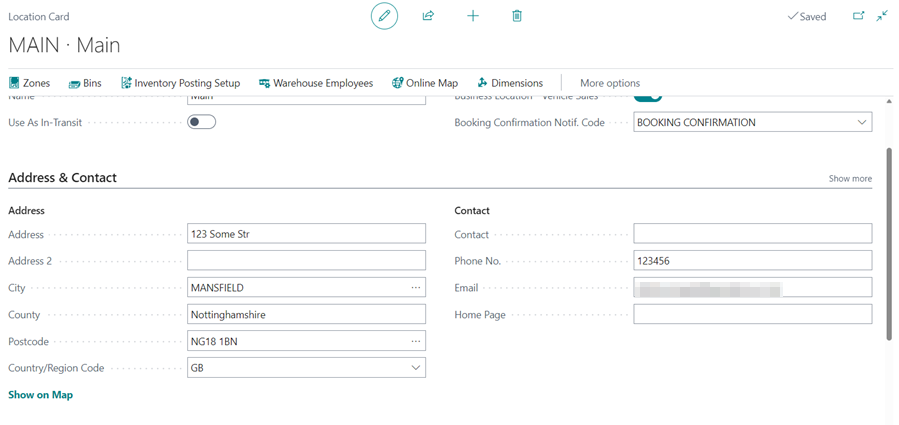 Location Card
Saved
MAIN · Main
Zones Bins Inventory Posting Setup Warehouse Employees Online Map Dimensions More options
Name Main Business Location - Vehicle Sales
Use As In-Transit Booking Confirmation Notif. Code BOOKING CONFIRMATION
Address & Contact Show more
Address Contact
Address 123 Some Str Contact
Address 2 Phone No. 123456
City MANSFIELD Email
County Nottinghamshire Home Page
Postcode NG18 1BN
Country/Region Code GB
Show on Map